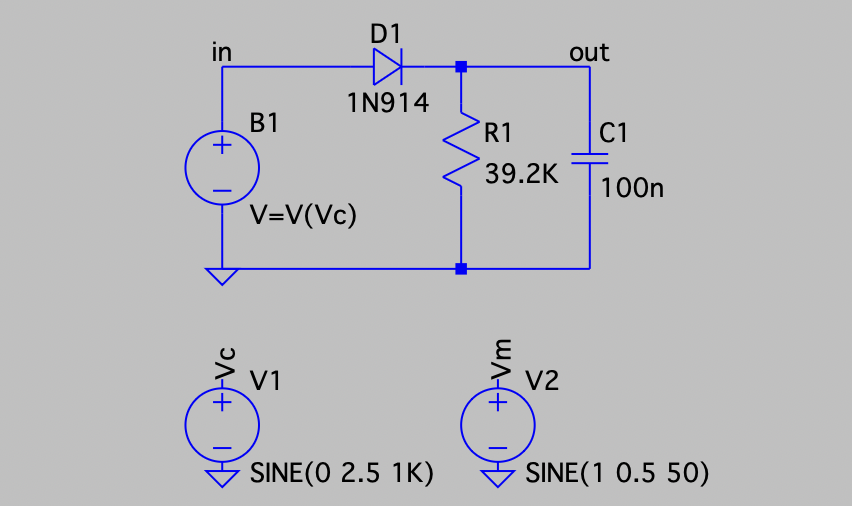 D1
in
out
1N914
B1
R1
C1
39.2K
100n
V=V(Vc)
Vc
Vm
V1
V2
SINE(0 2.5 1K)
SINE(1 0.5 50)